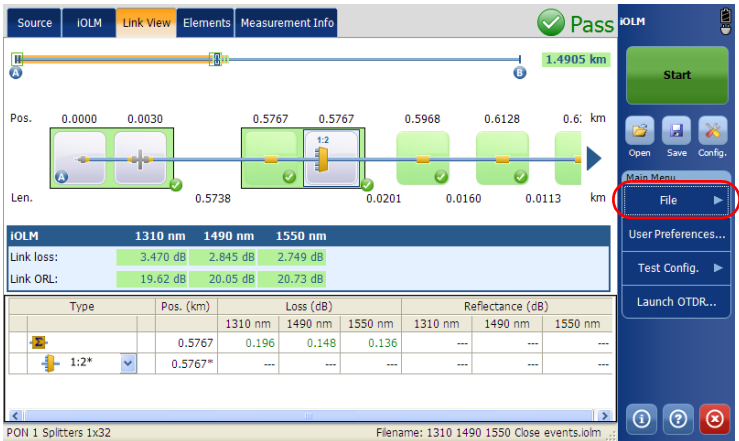 Source iOLM Link View Elements Measurement Info Pass iOLM
1.4905 km
A B
Start
Pos. 0.0000 0.0030 0.5767 0.5767 0.5968 0.6128 0.6: km
1:2
A
Open Save Config.
Main Menu
Len. 0.5738 0.0201 0.0160 0.0113 km
File
iOLM 1310 nm 1490 nm 1550 nm
User Preferences...
Link loss: 3.470 dB 2.845 dB 2.749 dB
Test Config.
Link ORL: 19.62 dB 20.05 dB 20.73 dB
Launch OTDR...
Type Pos. (km) Loss (dB) Reflectance (dB)
1310 nm 1490 nm 1550 nm 1310 nm 1490 nm 1550 nm
Σ 0.5767 0.196 0.148 0.136 --- --- ---
1:2* 0.5767* --- --- --- --- --- ---
PON 1 Splitters 1x32 Filename: 1310 1490 1550 Close events.iolm